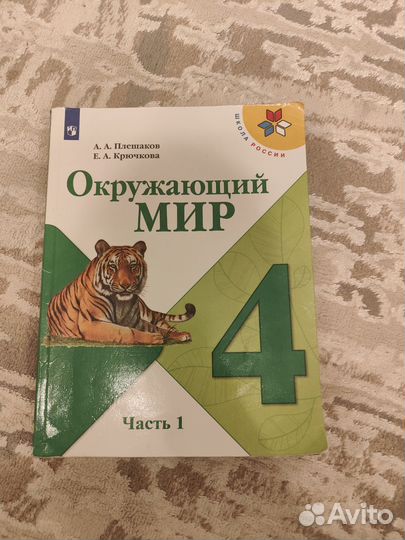 А. А. Плешаков
Е. А. Крючкова
ШКОЛА РОССИИ
Окружающий
МИР
4
Часть 1
Avito